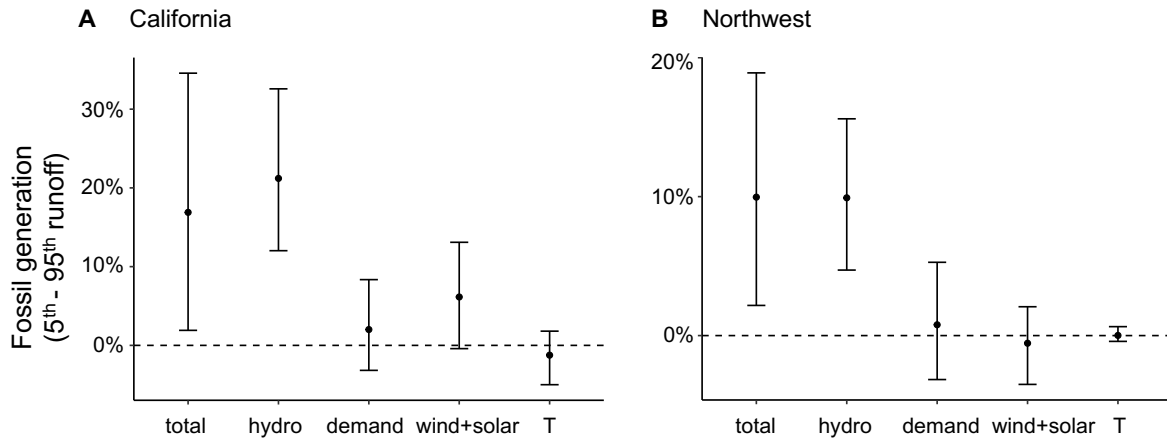 A California
B Northwest
Fossil generation
(5th - 95th runoff)
30%
20%
10%
0%
total hydro demand wind+solar T
20%
10%
0%
total hydro demand wind+solar T